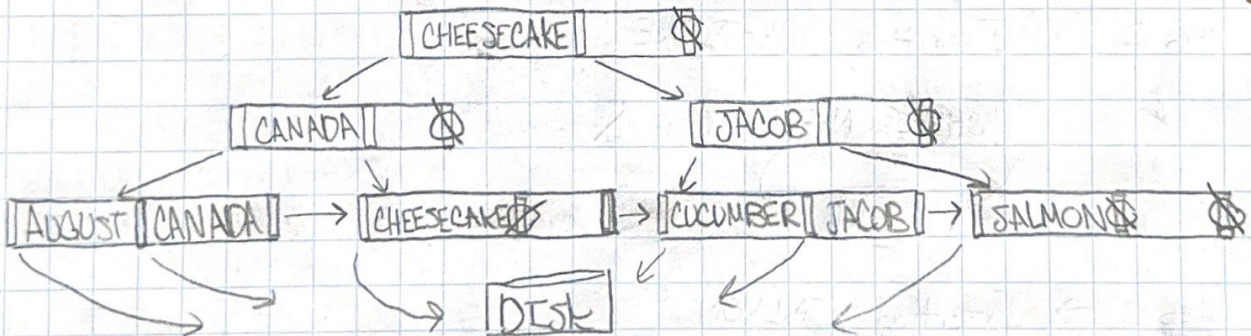 CHEESECAKE Ø
CANADA Ø JACOB Ø
AUGUST CANADA CHEESECAKE Ø CUCUMBER JACOB SALMON Ø Ø
DISK